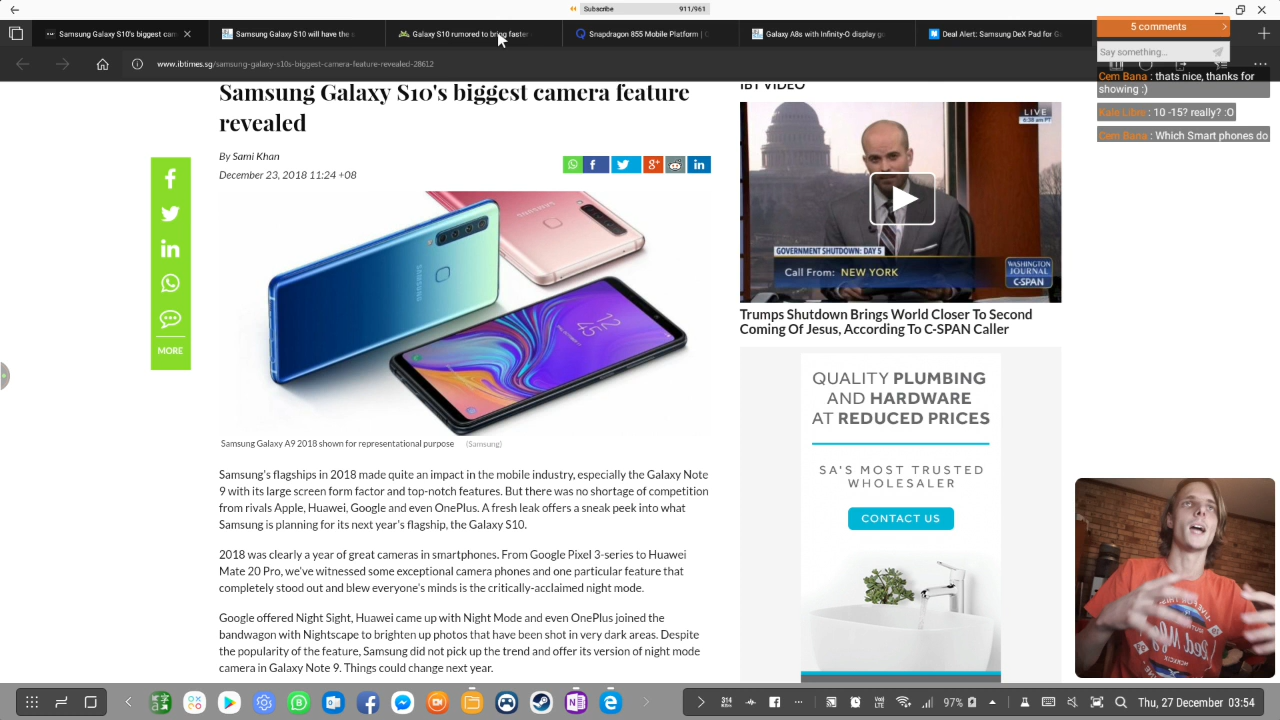 Subscribe
911/961
Samsung Galaxy S10's biggest cam
Samsung Galaxy S10 will have the s
Galaxy S10 rumored to bring faster
Snapdragon 855 Mobile Platform |
Galaxy A8s with Infinity-O display go
Deal Alert: Samsung DeX Pad for Ga
www.ibtimes.sg/samsung-galaxy-s10s-biggest-camera-feature-revealed-28612
5 comments
Say something...
Cem Bana : thats nice, thanks for
showing :)
Kale Libre : 10 -15? really? :O
Cem Bana : Which Smart phones do
Samsung Galaxy S10's biggest camera feature
revealed
By Sami Khan
December 23, 2018 11:24 +08
MORE
SAMSUNG
SAMSUNG
12
45
Samsung Galaxy A9 2018 shown for representational purpose (Samsung)
Samsung's flagships in 2018 made quite an impact in the mobile industry, especially the Galaxy Note
9 with its large screen form factor and top-notch features. But there was no shortage of competition
from rivals Apple, Huawei, Google and even OnePlus. A fresh leak offers a sneak peek into what
Samsung is planning for its next year's flagship, the Galaxy S10.
2018 was clearly a year of great cameras in smartphones. From Google Pixel 3-series to Huawei
Mate 20 Pro, we've witnessed some exceptional camera phones and one particular feature that
completely stood out and blew everyone's minds is the critically-acclaimed night mode.
Google offered Night Sight, Huawei came up with Night Mode and even OnePlus joined the
bandwagon with Nightscape to brighten up photos that have been shot in very dark areas. Despite
the popularity of the feature, Samsung did not pick up the trend and offer its version of night mode
camera in Galaxy Note 9. Things could change next year.
IBT VIDEO
LIVE
6:38 am PT
GOVERNMENT SHUTDOWN: DAY 5
Call From: NEW YORK
WASHINGTON
JOURNAL
C-SPAN
Trumps Shutdown Brings World Closer To Second
Coming Of Jesus, According To C-SPAN Caller
QUALITY PLUMBING
AND HARDWARE
AT REDUCED PRICES
SA'S MOST TRUSTED
WHOLESALER
CONTACT US
97%
Thu, 27 December 03:54